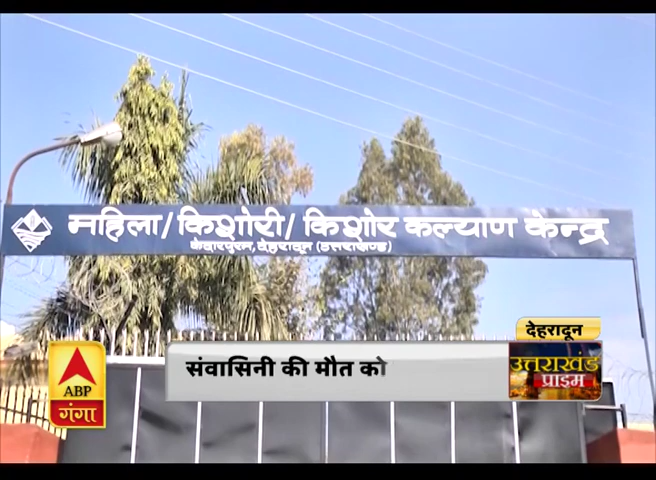 महिला/किशोरी/किशोर कल्याण केन्द्र
केदारपुरम, देहरादून (उत्तराखण्ड)
देहरादून
संवासिनी की मौत को
उत्तराखंड
प्राइम
ABP
गंगा